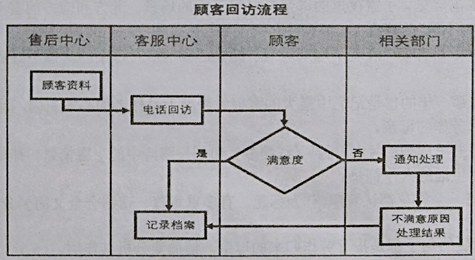 顾客回访流程
售后中心 客服中心 顾客 相关部门
顾客资料
电话回访
是 满意度 否 通知处理
记录档案
不满意原因
处理结果